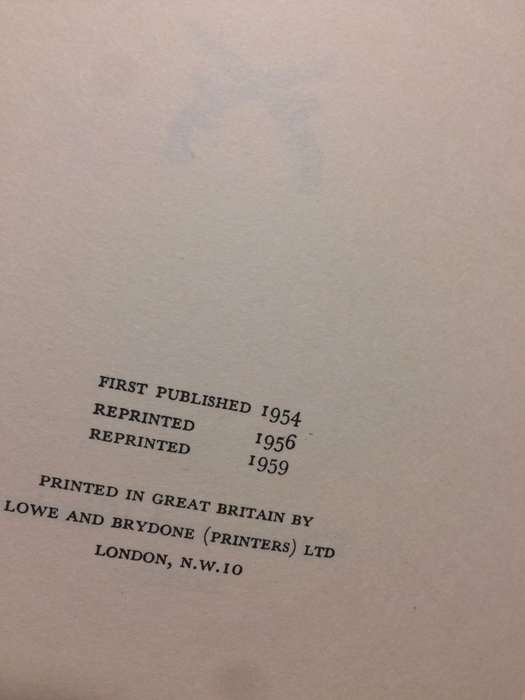 FIRST PUBLISHED 1954
REPRINTED 1956
REPRINTED 1959
PRINTED IN GREAT BRITAIN BY
LOWE AND BRYDONE (PRINTERS) LTD
LONDON, N.W.10